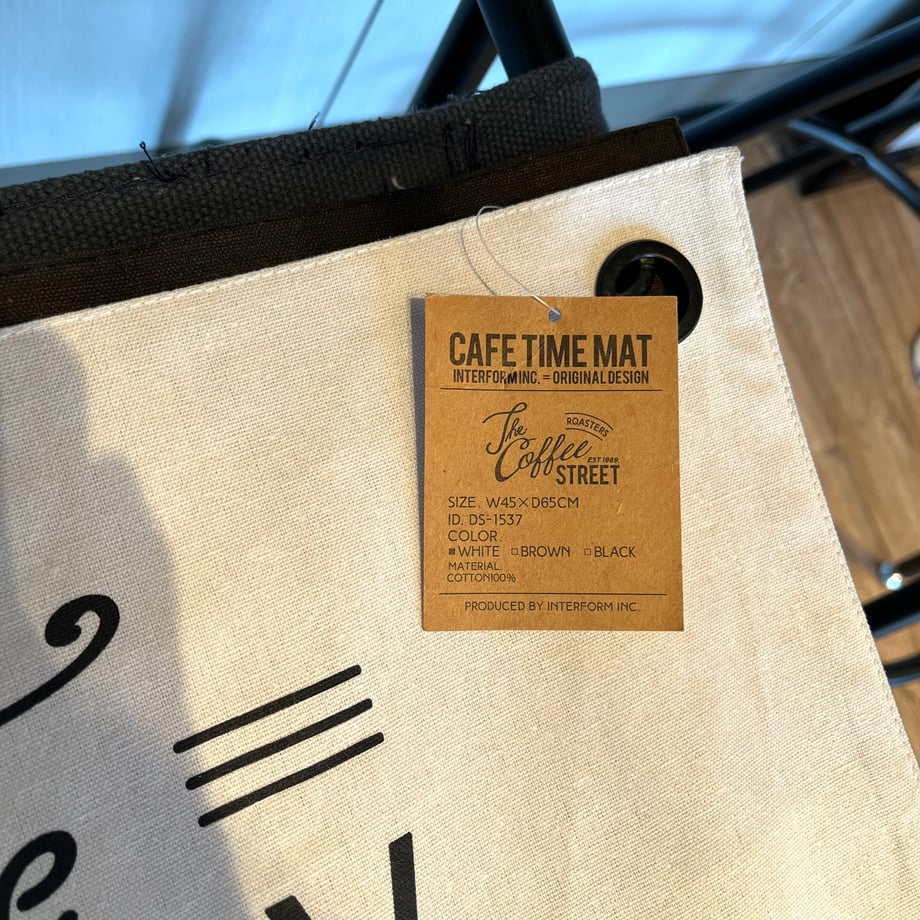 CAFE TIME MAT
INTERFORM INC. = ORIGINAL DESIGN
The
ROASTERS
Coffee
EST 1989.
STREET
SIZE. W45×D65CM
ID. DS-1537
COLOR.
■WHITE □BROWN □BLACK
MATERIAL.
COTTON100%
PRODUCED BY INTERFORM INC.